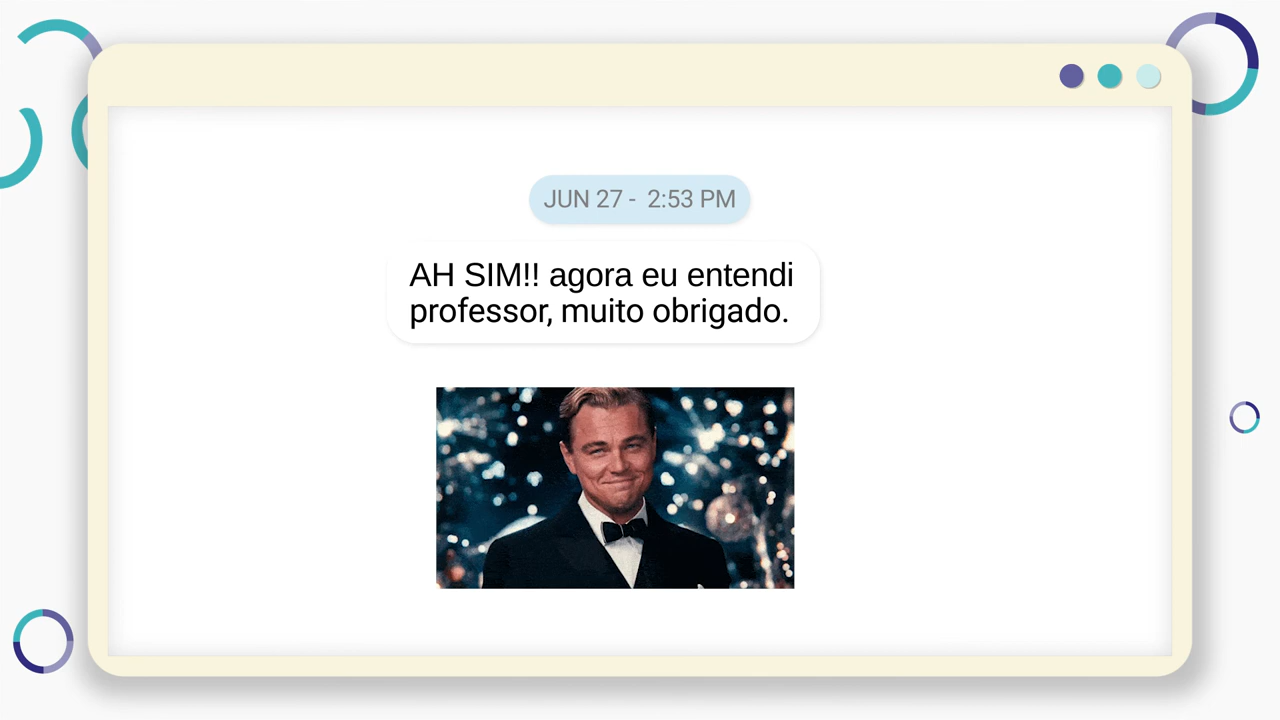 JUN 27 - 2:53 PM
AH SIM!! agora eu entendi
professor, muito obrigado.